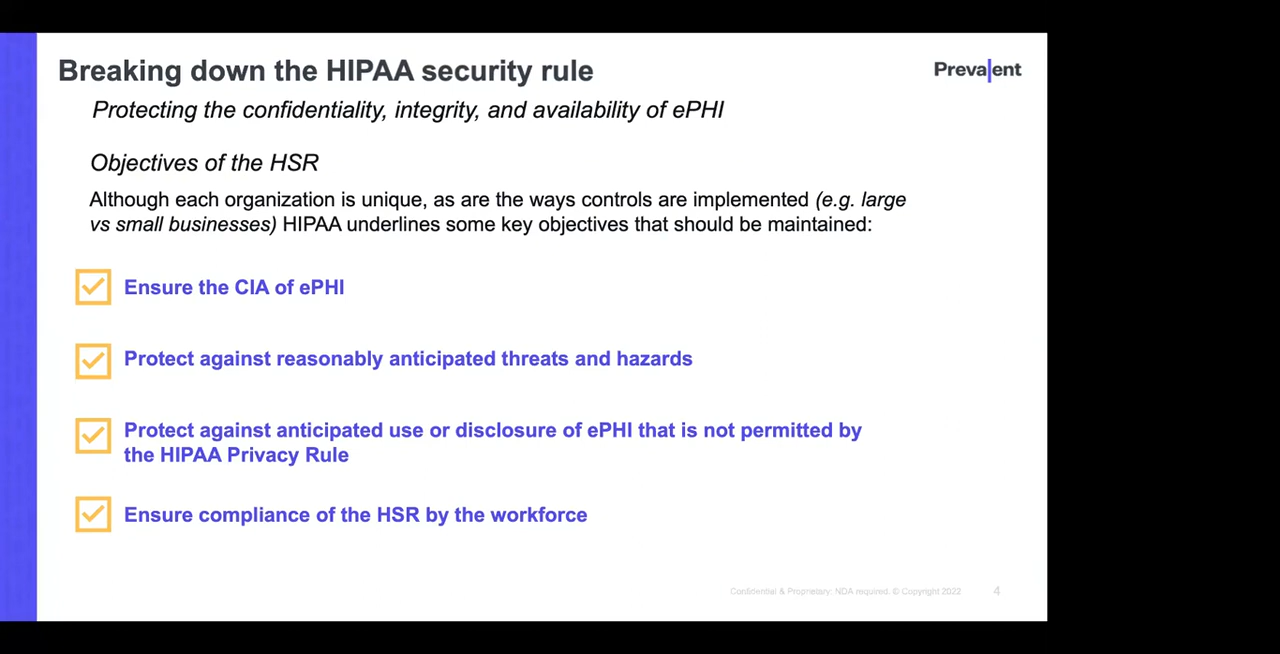 Breaking down the HIPAA security rule
Prevalent
Protecting the confidentiality, integrity, and availability of ePHI
Objectives of the HSR
Although each organization is unique, as are the ways controls are implemented (e.g. large
vs small businesses) HIPAA underlines some key objectives that should be maintained:
Ensure the CIA of ePHI
Protect against reasonably anticipated threats and hazards
Protect against anticipated use or disclosure of ePHI that is not permitted by
the HIPAA Privacy Rule
Ensure compliance of the HSR by the workforce
Confidential & Proprietary: NDA required. © Copyright 2022
4